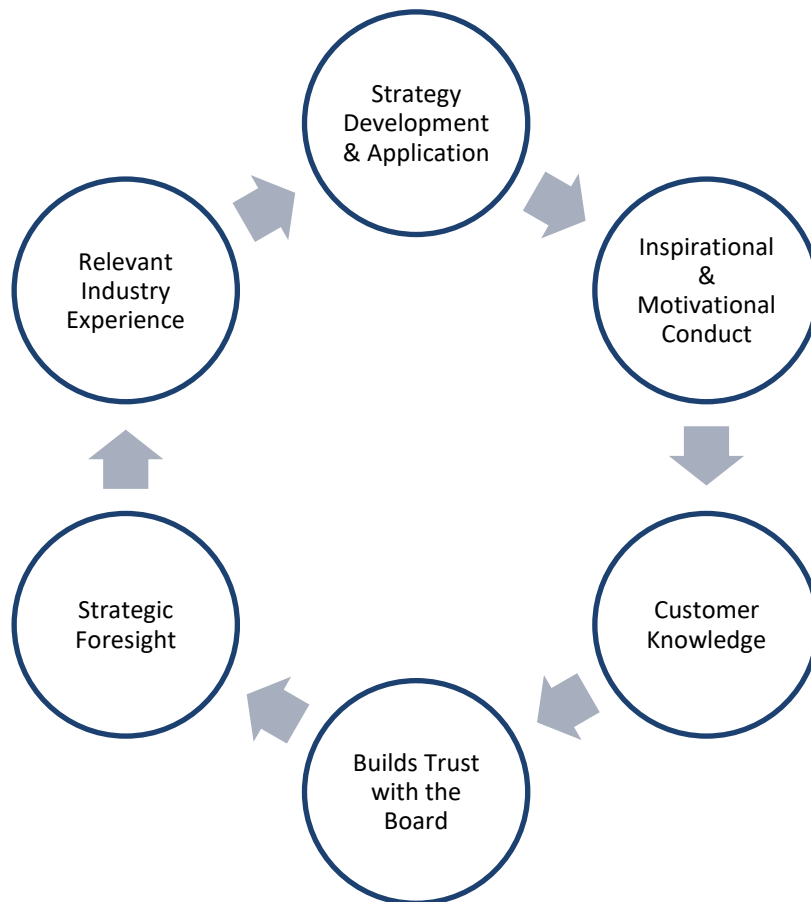 Strategy
Development
& Application
Inspirational
&
Motivational
Conduct
Customer
Knowledge
Builds Trust
with the
Board
Strategic
Foresight
Relevant
Industry
Experience